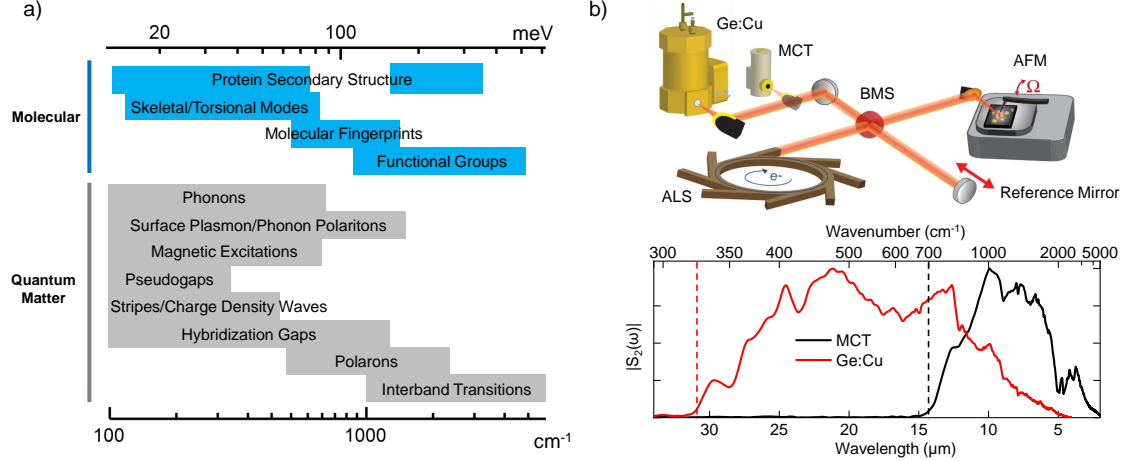 a)
20
100
meV
Molecular
Protein Secondary Structure
Skeletal/Torsional Modes
Molecular Fingerprints
Functional Groups
Quantum
Matter
Phonons
Surface Plasmon/Phonon Polaritons
Magnetic Excitations
Pseudogaps
Stripes/Charge Density Waves
Hybridization Gaps
Polarons
Interband Transitions
100
1000
cm⁻¹
b)
Ge:Cu
MCT
BMS
AFM
Ω
ALS
e⁻
Reference Mirror
Wavenumber (cm⁻¹)
300 350 400 500 600 700 1000 2000 5000
|S₂(ω)|
MCT
Ge:Cu
30 25 20 15 10 5
Wavelength (μm)